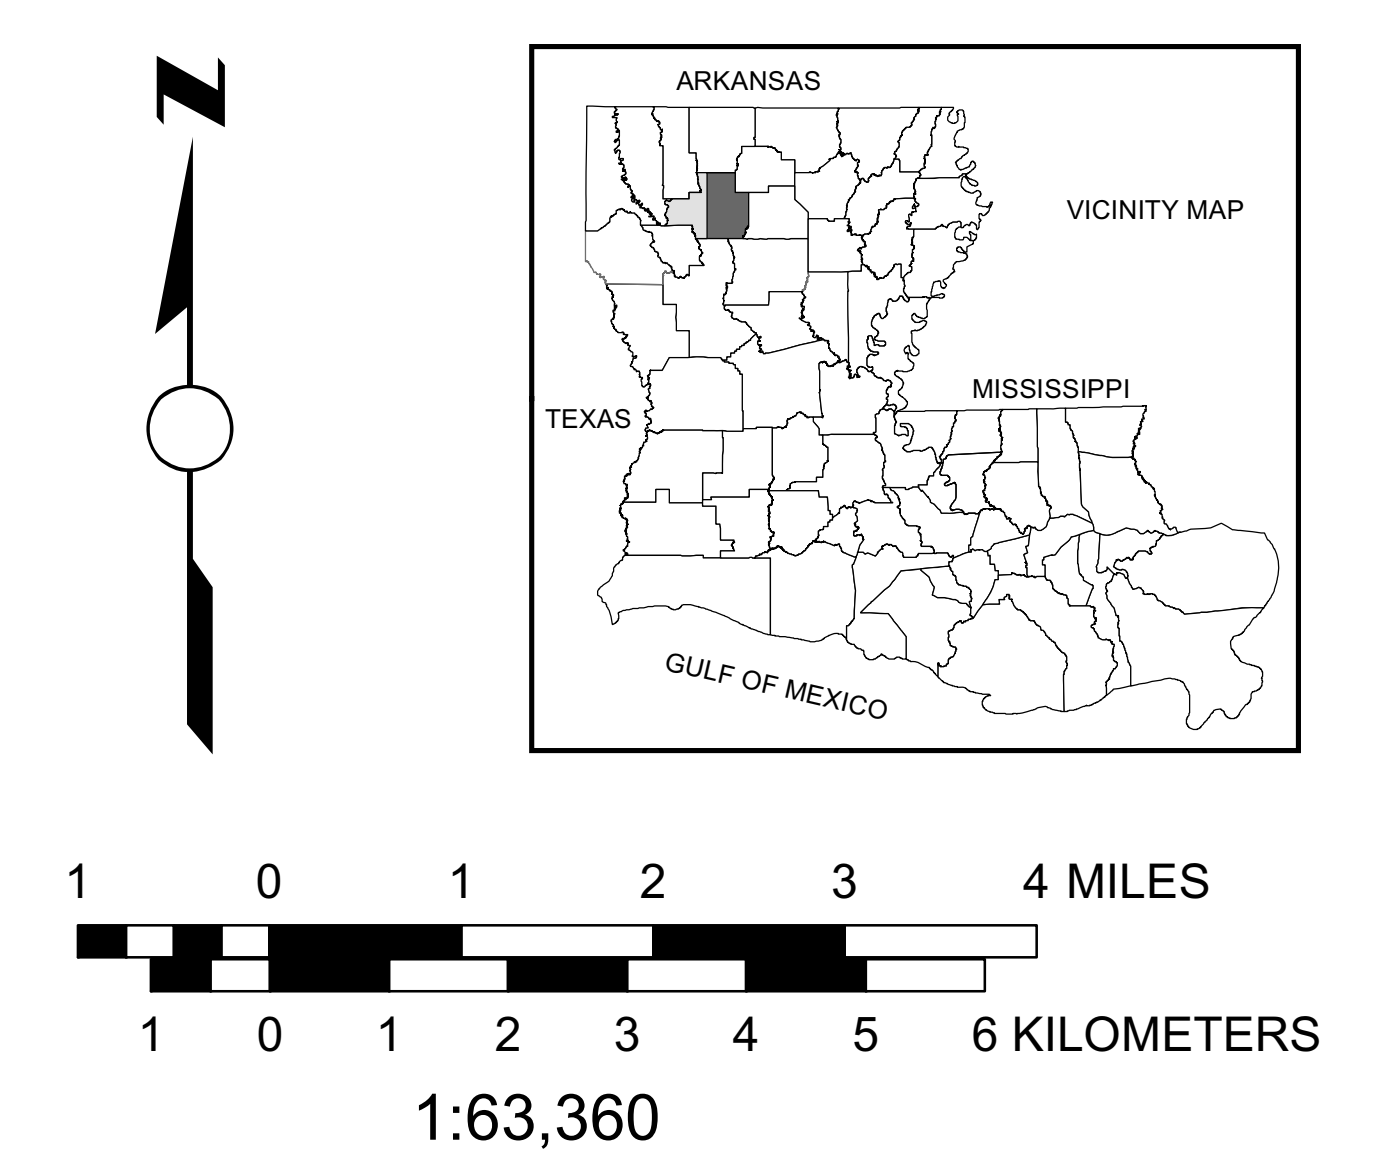 N
ARKANSAS
VICINITY MAP
MISSISSIPPI
TEXAS
GULF OF MEXICO
1 0 1 2 3 4 MILES
1 0 1 2 3 4 5 6 KILOMETERS
1:63,360